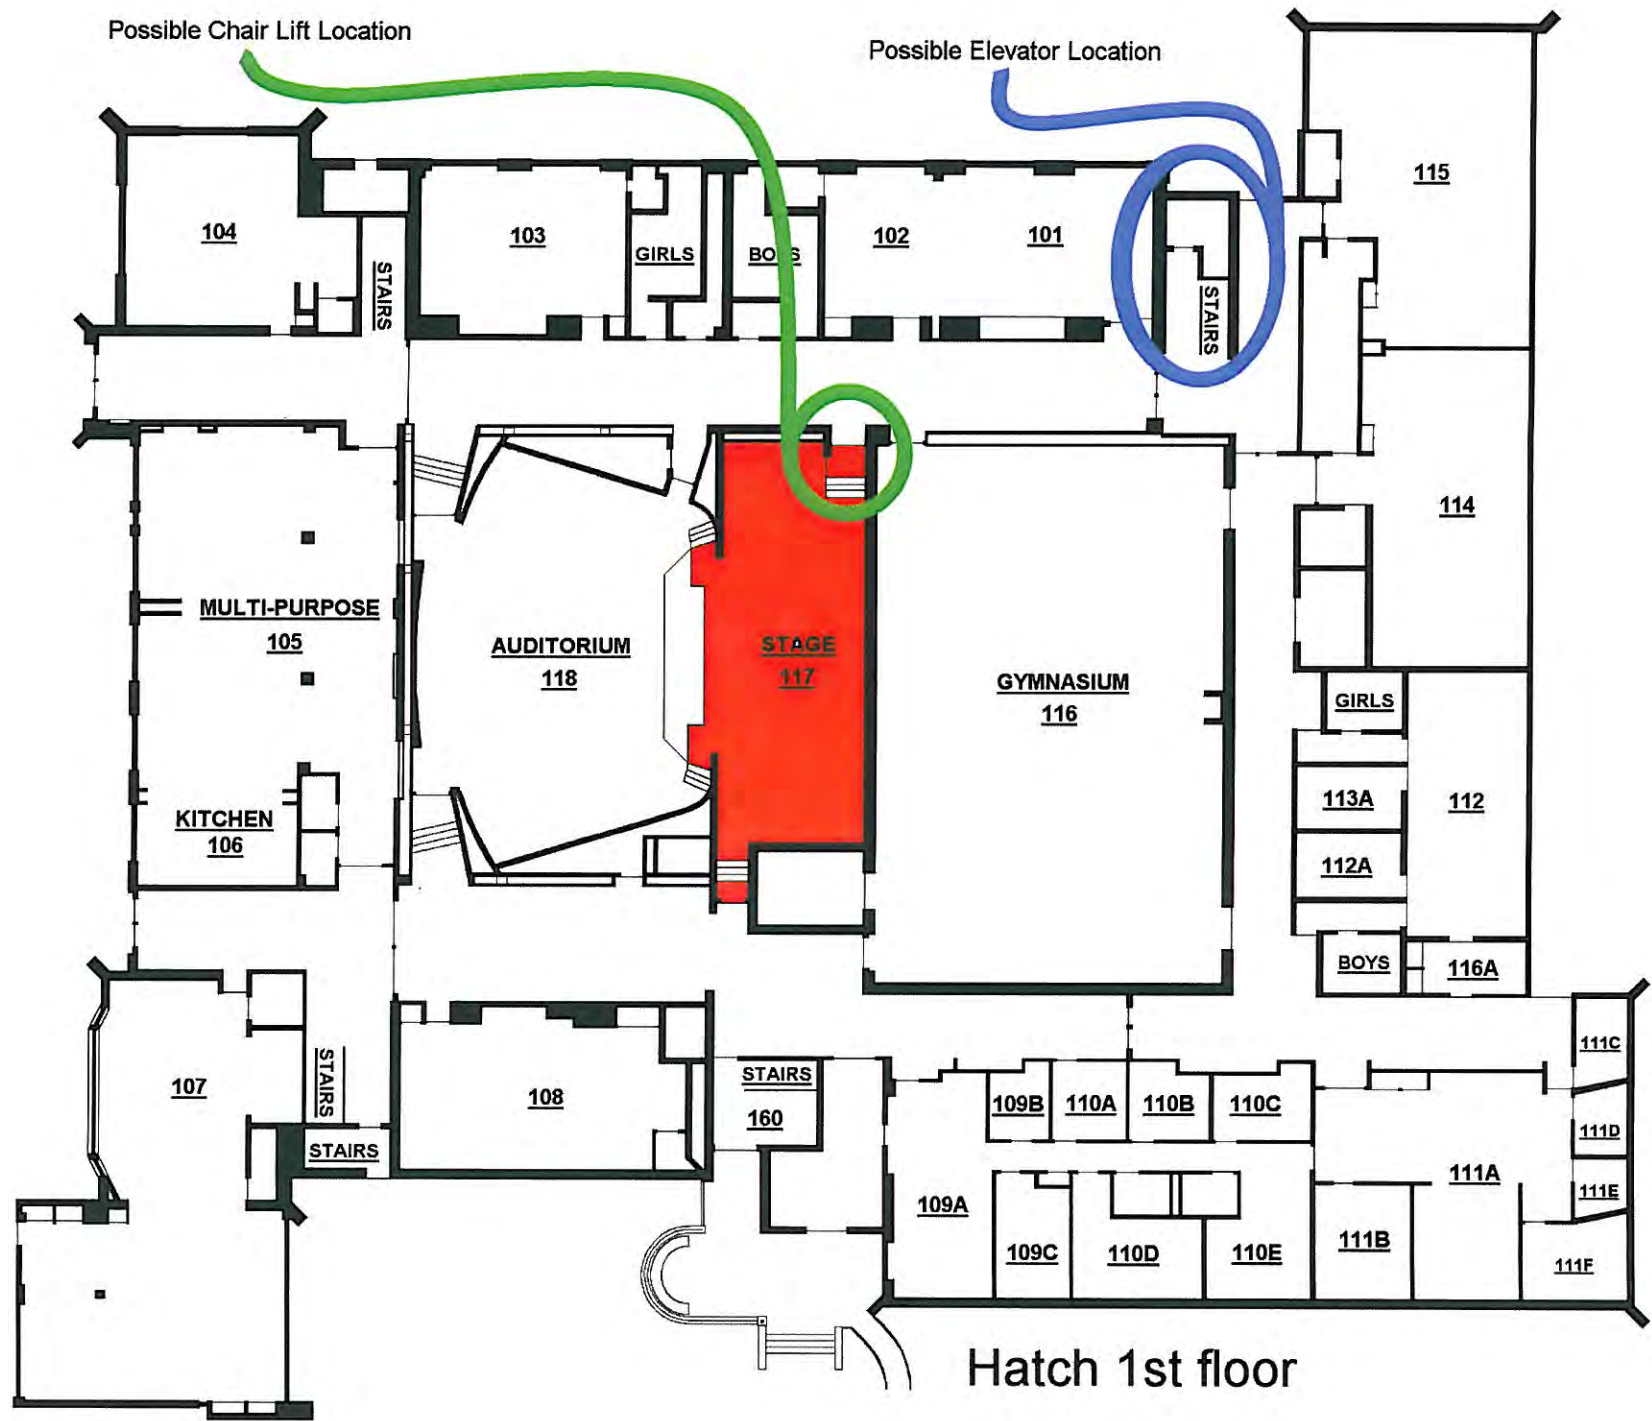 Possible Chair Lift Location
Possible Elevator Location
115
104
STAIRS
103
GIRLS
BOYS
102
101
STAIRS
114
MULTI-PURPOSE
105
AUDITORIUM
118
STAGE
117
GYMNASIUM
116
GIRLS
113A
112
112A
KITCHEN
106
BOYS
116A
107
STAIRS
STAIRS
108
STAIRS
160
109B
110A
110B
110C
111C
111D
111A
111E
109A
109C
110D
110E
111B
111F
Hatch 1st floor